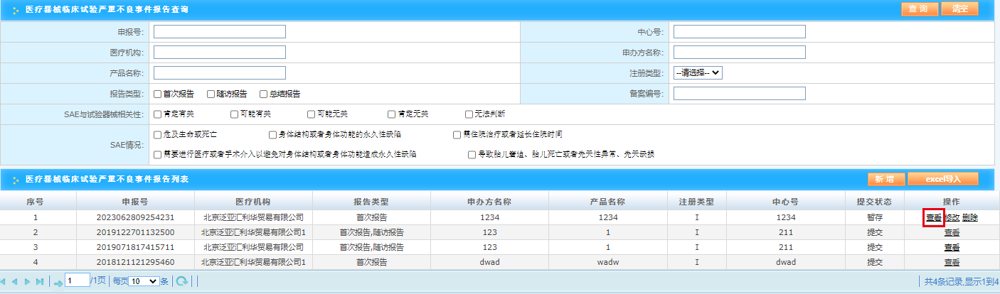 医疗器械临床试验严重不良事件报告查询 查 询 清空
申报号: 中心号:
医疗机构: 申办方名称:
产品名称: 注册类型: --请选择--
报告类型: 首次报告 随访报告 总结报告 备案编号:
SAE与试验器械相关性: 肯定有关 可能有关 可能无关 肯定无关 无法判断
危及生命或死亡 身体结构或者身体功能的永久性缺陷 需住院治疗或者延长住院时间
SAE情况:
需要进行医疗或者手术介入以避免对身体结构或者身体功能造成永久性缺陷 导致胎儿窘迫、胎儿死亡或者先天性异常、先天缺损
医疗器械临床试验严重不良事件报告列表 新 增 excel导入
序号 申报号 医疗机构 报告类型 申办方名称 产品名称 注册类型 中心号 提交状态 操作
1 2023062809254231 北京泛亚汇利华贸易有限公司 首次报告 1234 1234 I 1234 暂存 查看 修改 删除
2 2019122701132500 北京泛亚汇利华贸易有限公司1 首次报告,随访报告 123 1 I 211 提交 查看
3 2019071817415711 北京泛亚汇利华贸易有限公司 首次报告,随访报告 123 1 I 211 提交 查看
4 2018121121295460 北京泛亚汇利华贸易有限公司1 首次报告 dwad wadw I dwad 提交 查看
1 /1页 每页 10 条 共4条记录,显示1到4